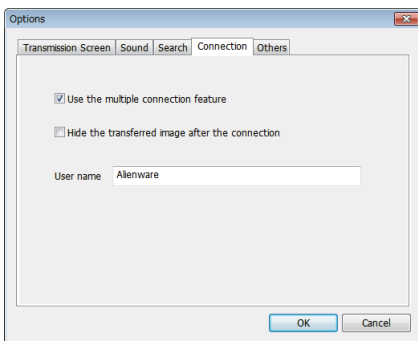 Options
Transmission Screen Sound Search Connection Others
Use the multiple connection feature
Hide the transferred image after the connection
User name Alienware
OK Cancel